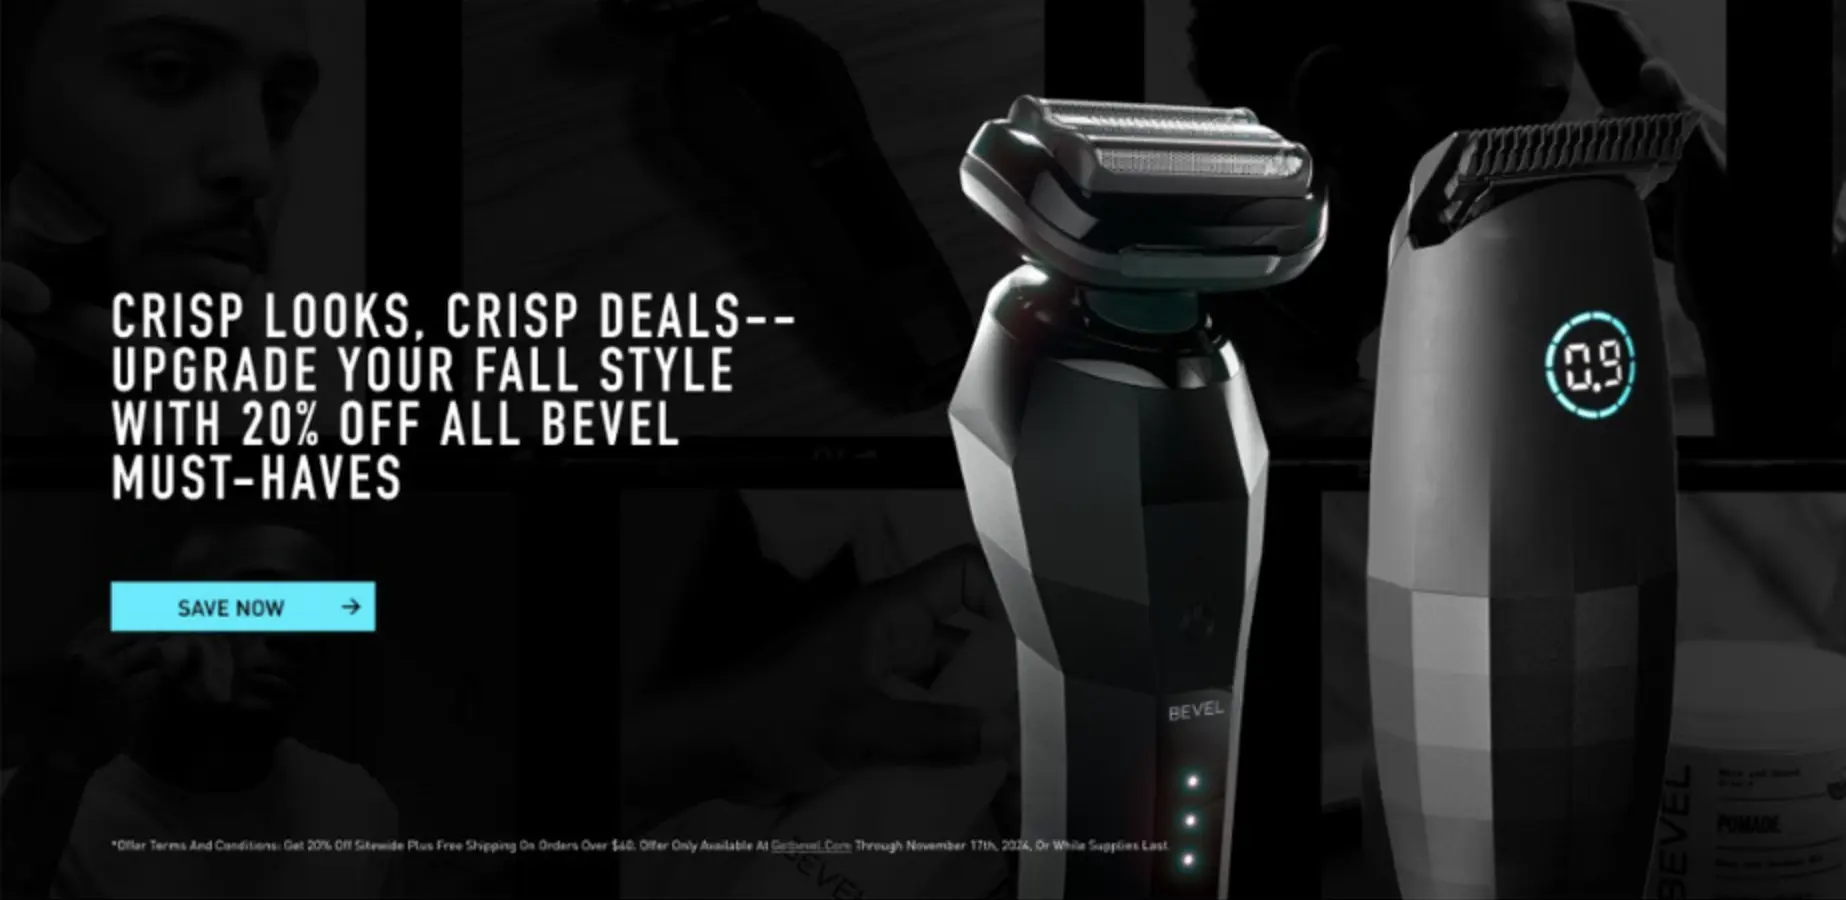 CRISP LOOKS, CRISP DEALS--
UPGRADE YOUR FALL STYLE
WITH 20% OFF ALL BEVEL
MUST-HAVES
SAVE NOW →
0.9
BEVEL
*Offer Terms And Conditions: Get 20% Off Sitewide Plus Free Shipping On Orders Over $60. Offer Only Available At Getbevel.Com Through November 17th, 2024, Or While Supplies Last.
BEVEL
BEVEL
POMADE